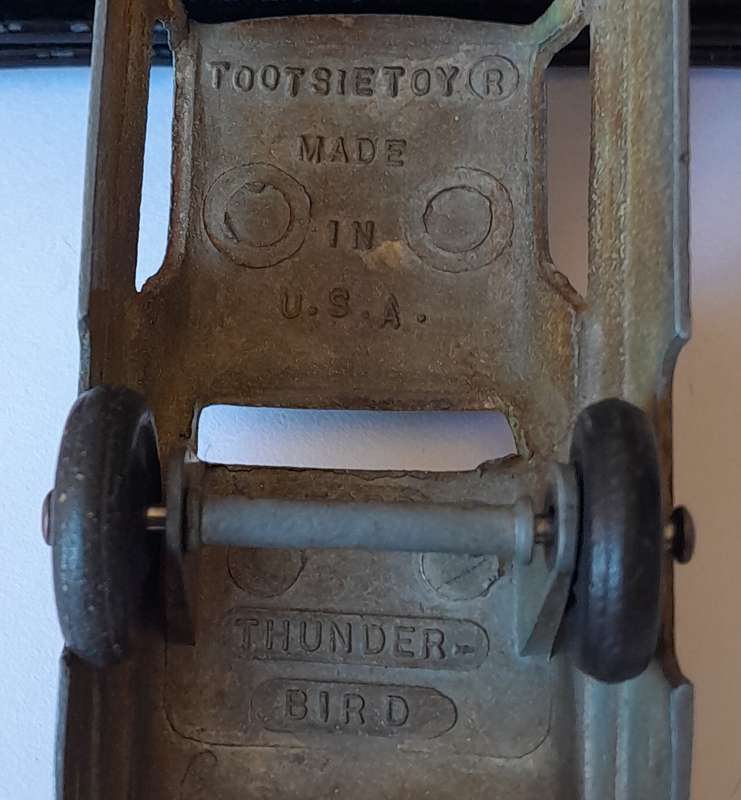 TOOTSIETOY®
MADE
IN
U.S.A.
THUNDER-
BIRD